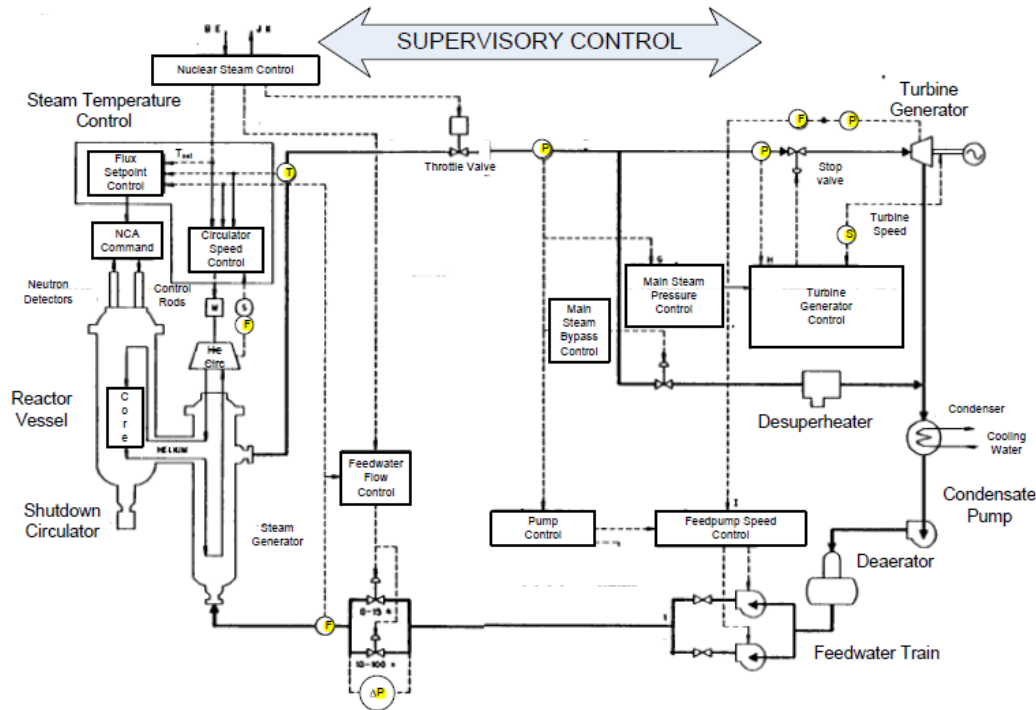 SUPERVISORY CONTROL
Nuclear Steam Control
Steam Temperature
Control
Turbine
Generator
F
P
T
Throttle Valve
P
P
Stop
valve
Flux
Setpoint
Control
NCA
Command
Circulator
Speed
Control
Turbine
Speed
S
G
H
Neutron
Detectors
Control
Rods
M
S
F
He
Circ
Main Steam
Pressure
Control
Main
Steam
Bypass
Control
Turbine
Generator
Control
Reactor
Vessel
C
o
r
e
HELIUM
Desuperheater
Condenser
Cooling
Water
Feedwater
Flow
Control
Shutdown
Circulator
Steam
Generator
Condensate
Pump
Pump
Control
I
Feedpump Speed
Control
Deaerator
F
Feedwater Train
ΔP